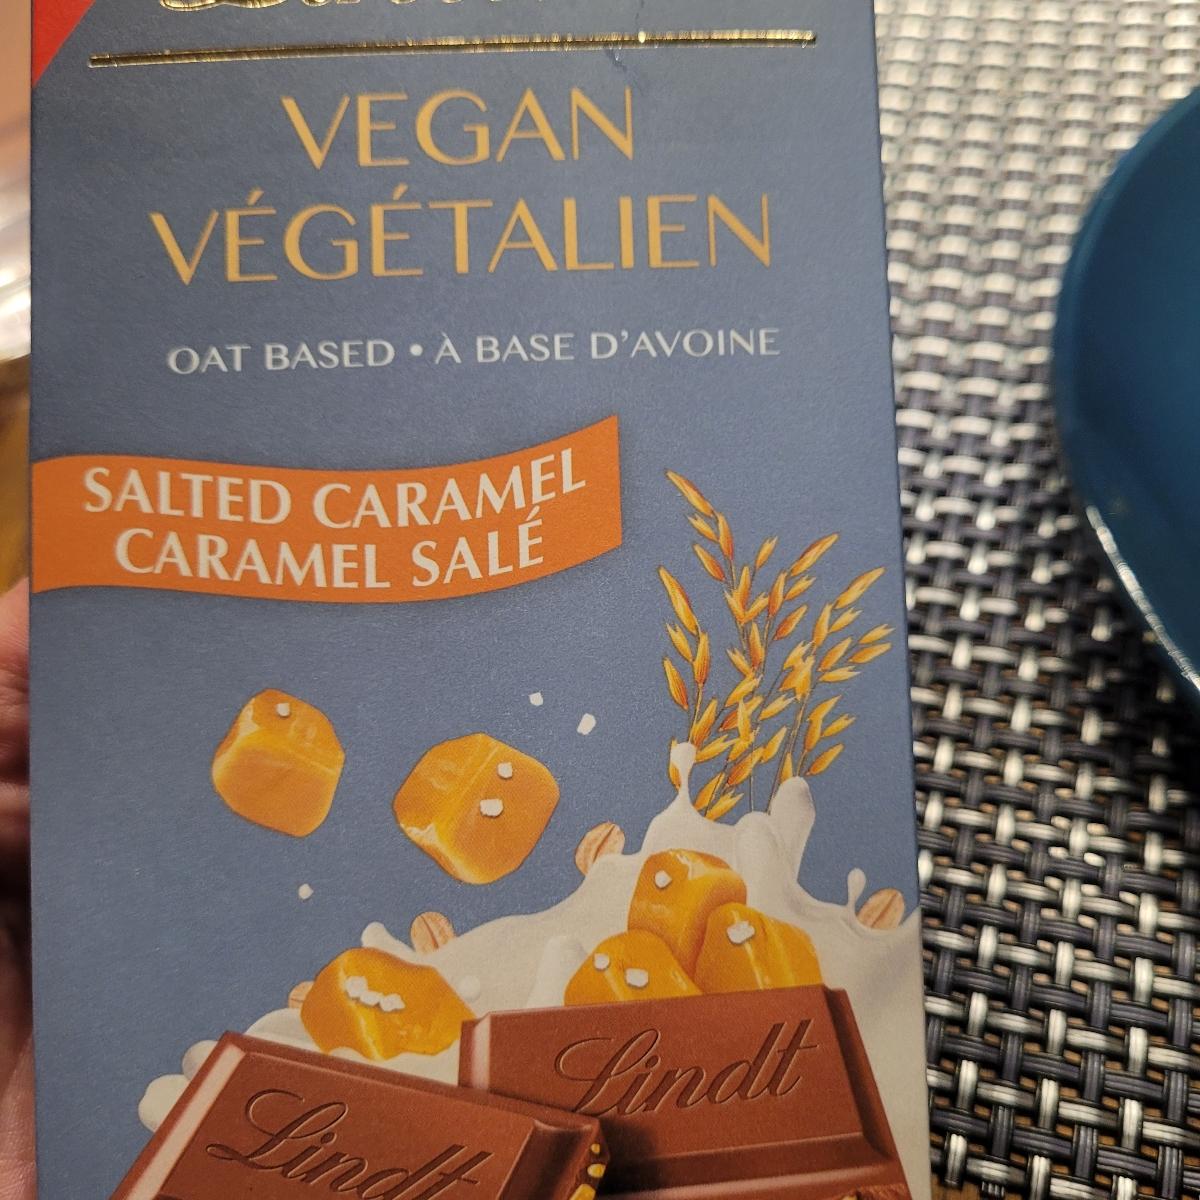 VEGAN
VÉGÉTALIEN
OAT BASED • À BASE D'AVOINE
SALTED CARAMEL
CARAMEL SALÉ
Lindt
Lindt